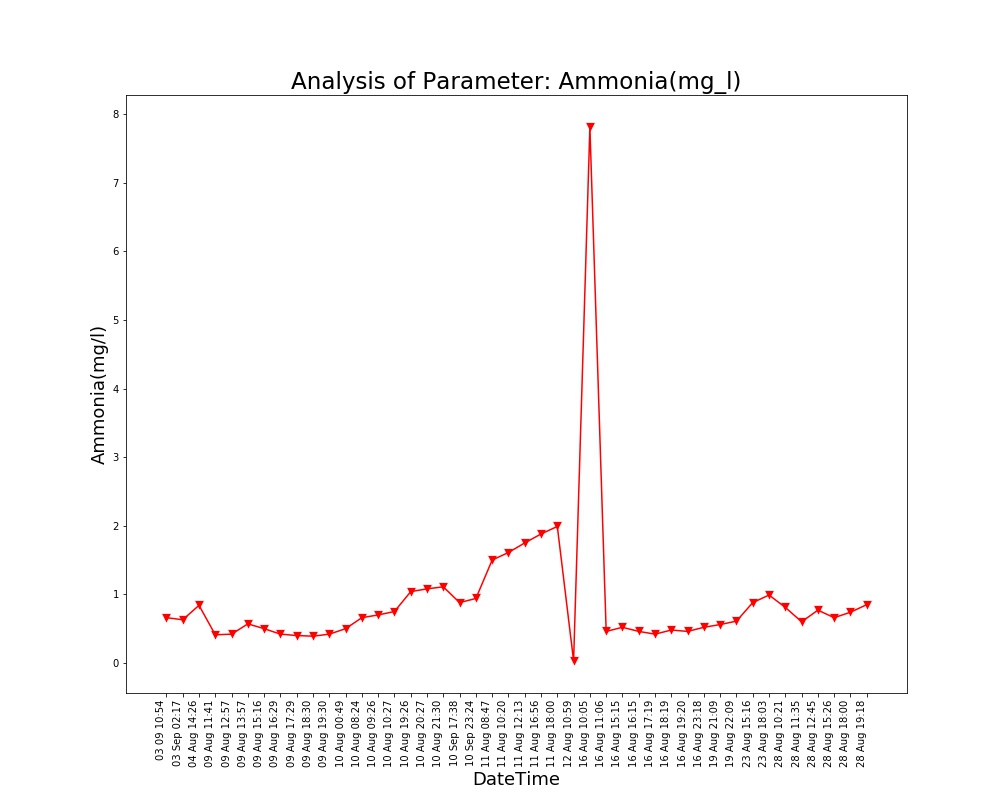 Analysis of Parameter: Ammonia(mg_l)
Ammonia(mg/l)
8
7
6
5
4
3
2
1
0
03 09 10:54
03 Sep 02:17
04 Aug 14:26
09 Aug 11:41
09 Aug 12:57
09 Aug 13:57
09 Aug 15:16
09 Aug 16:29
09 Aug 17:29
09 Aug 18:30
09 Aug 19:30
10 Aug 00:49
10 Aug 08:24
10 Aug 09:26
10 Aug 10:27
10 Aug 19:26
10 Aug 20:27
10 Aug 21:30
10 Sep 17:38
10 Sep 23:24
11 Aug 08:47
11 Aug 10:20
11 Aug 12:13
11 Aug 16:56
11 Aug 18:00
12 Aug 10:59
16 Aug 10:05
16 Aug 11:06
16 Aug 15:15
16 Aug 16:15
16 Aug 17:19
16 Aug 18:19
16 Aug 19:20
16 Aug 23:18
19 Aug 21:09
19 Aug 22:09
23 Aug 15:16
23 Aug 18:03
28 Aug 10:21
28 Aug 11:35
28 Aug 12:45
28 Aug 15:26
28 Aug 18:00
28 Aug 19:18
DateTime